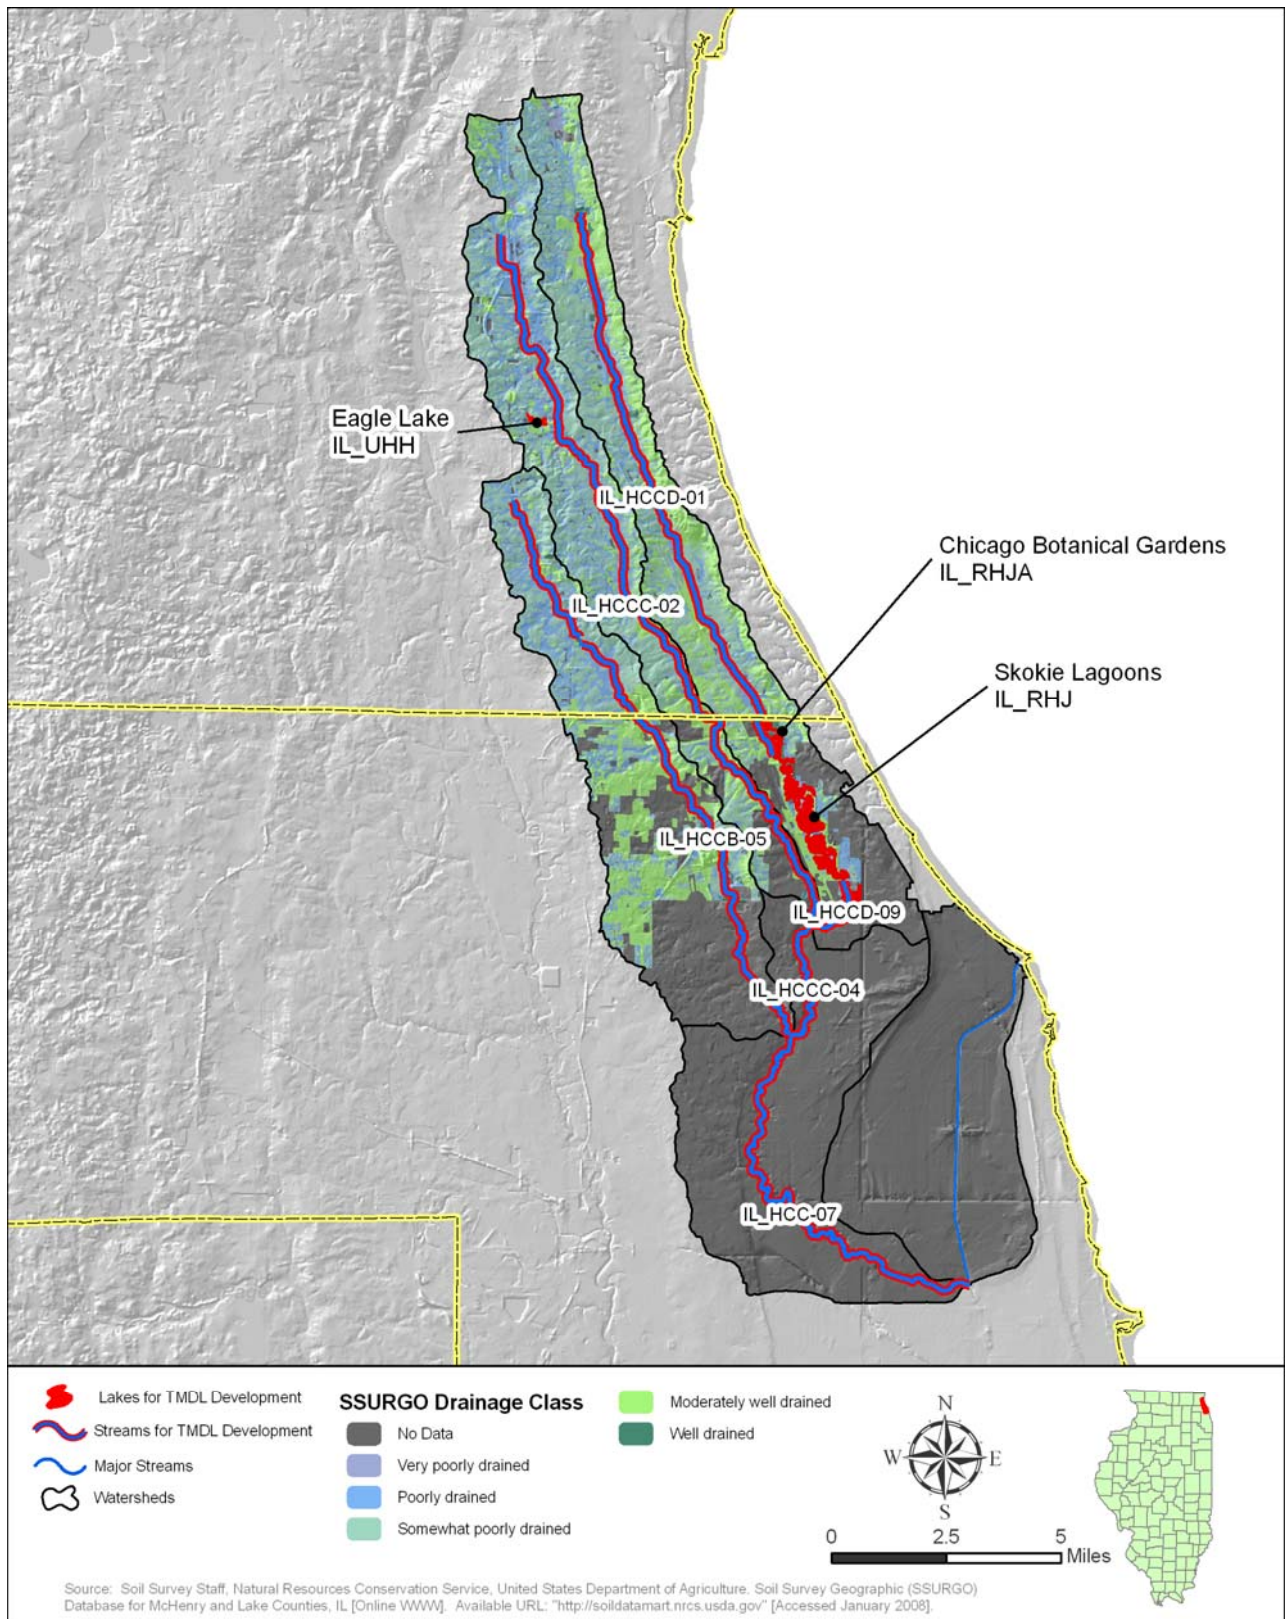 Eagle Lake
IL_UHH
IL_HCCD-01
Chicago Botanical Gardens
IL_RHJA
IL_HCCC-02
Skokie Lagoons
IL_RHJ
IL_HCCB-05
IL_HCCD-09
IL_HCCC-04
IL_HCC-07
Lakes for TMDL Development
Streams for TMDL Development
Major Streams
Watersheds
SSURGO Drainage Class
No Data
Very poorly drained
Poorly drained
Somewhat poorly drained
Moderately well drained
Well drained
N
W E
S
0 2.5 5
Miles
Source: Soil Survey Staff, Natural Resources Conservation Service, United States Department of Agriculture. Soil Survey Geographic (SSURGO)
Database for McHenry and Lake Counties, IL [Online WWW]. Available URL: "http://soildatamart.nrcs.usda.gov" [Accessed January 2008].